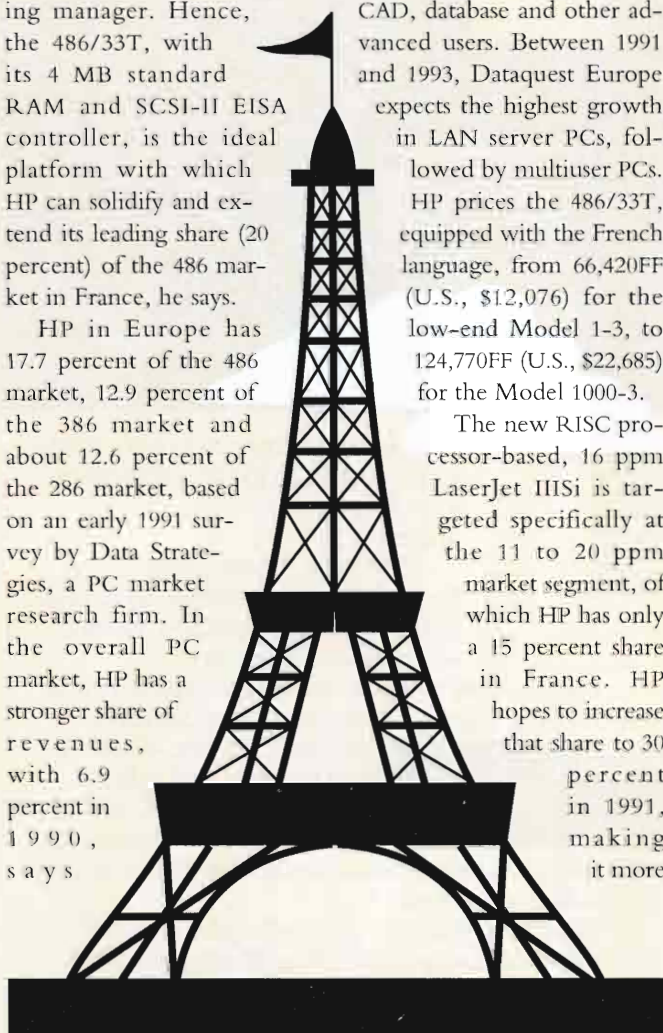 ing manager. Hence,
the 486/33T, with
its 4 MB standard
RAM and SCSI-II EISA
controller, is the ideal
platform with which
HP can solidify and ex-
tend its leading share (20
percent) of the 486 mar-
ket in France, he says.
HP in Europe has
17.7 percent of the 486
market, 12.9 percent of
the 386 market and
about 12.6 percent of
the 286 market, based
on an early 1991 sur-
vey by Data Strate-
gies, a PC market
research firm. In
the overall PC
market, HP has a
stronger share of
revenues,
with 6.9
percent in
1990,
says
CAD, database and other ad-
vanced users. Between 1991
and 1993, Dataquest Europe
expects the highest growth
in LAN server PCs, fol-
lowed by multiuser PCs.
HP prices the 486/33T,
equipped with the French
language, from 66,420FF
(U.S., $12,076) for the
low-end Model 1-3, to
124,770FF (U.S., $22,685)
for the Model 1000-3.
The new RISC pro-
cessor-based, 16 ppm
LaserJet IIISi is tar-
geted specifically at
the 11 to 20 ppm
market segment, of
which HP has only
a 15 percent share
in France. HP
hopes to increase
that share to 30
percent
in 1991,
making
it more